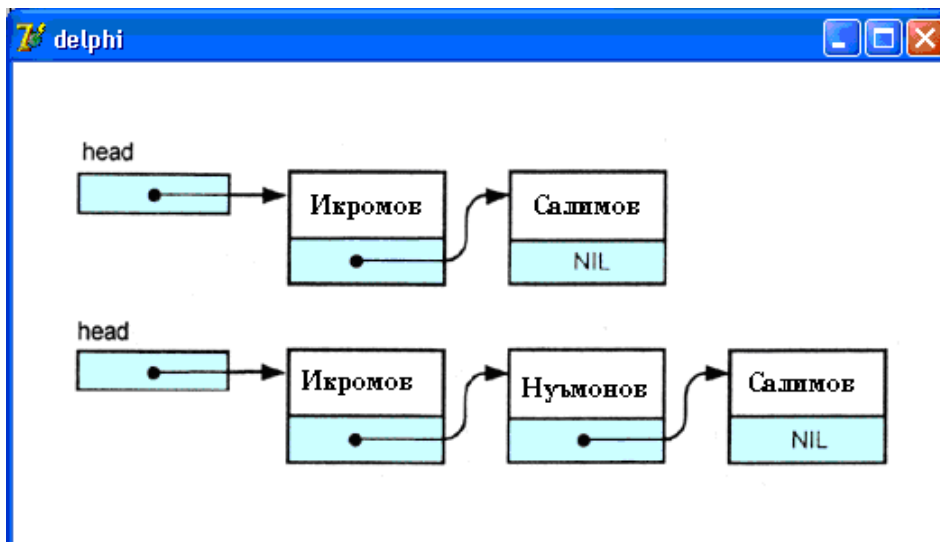 delphi
head
Икромов Салимов
NIL
head
Икромов Нуъмонов Салимов
NIL